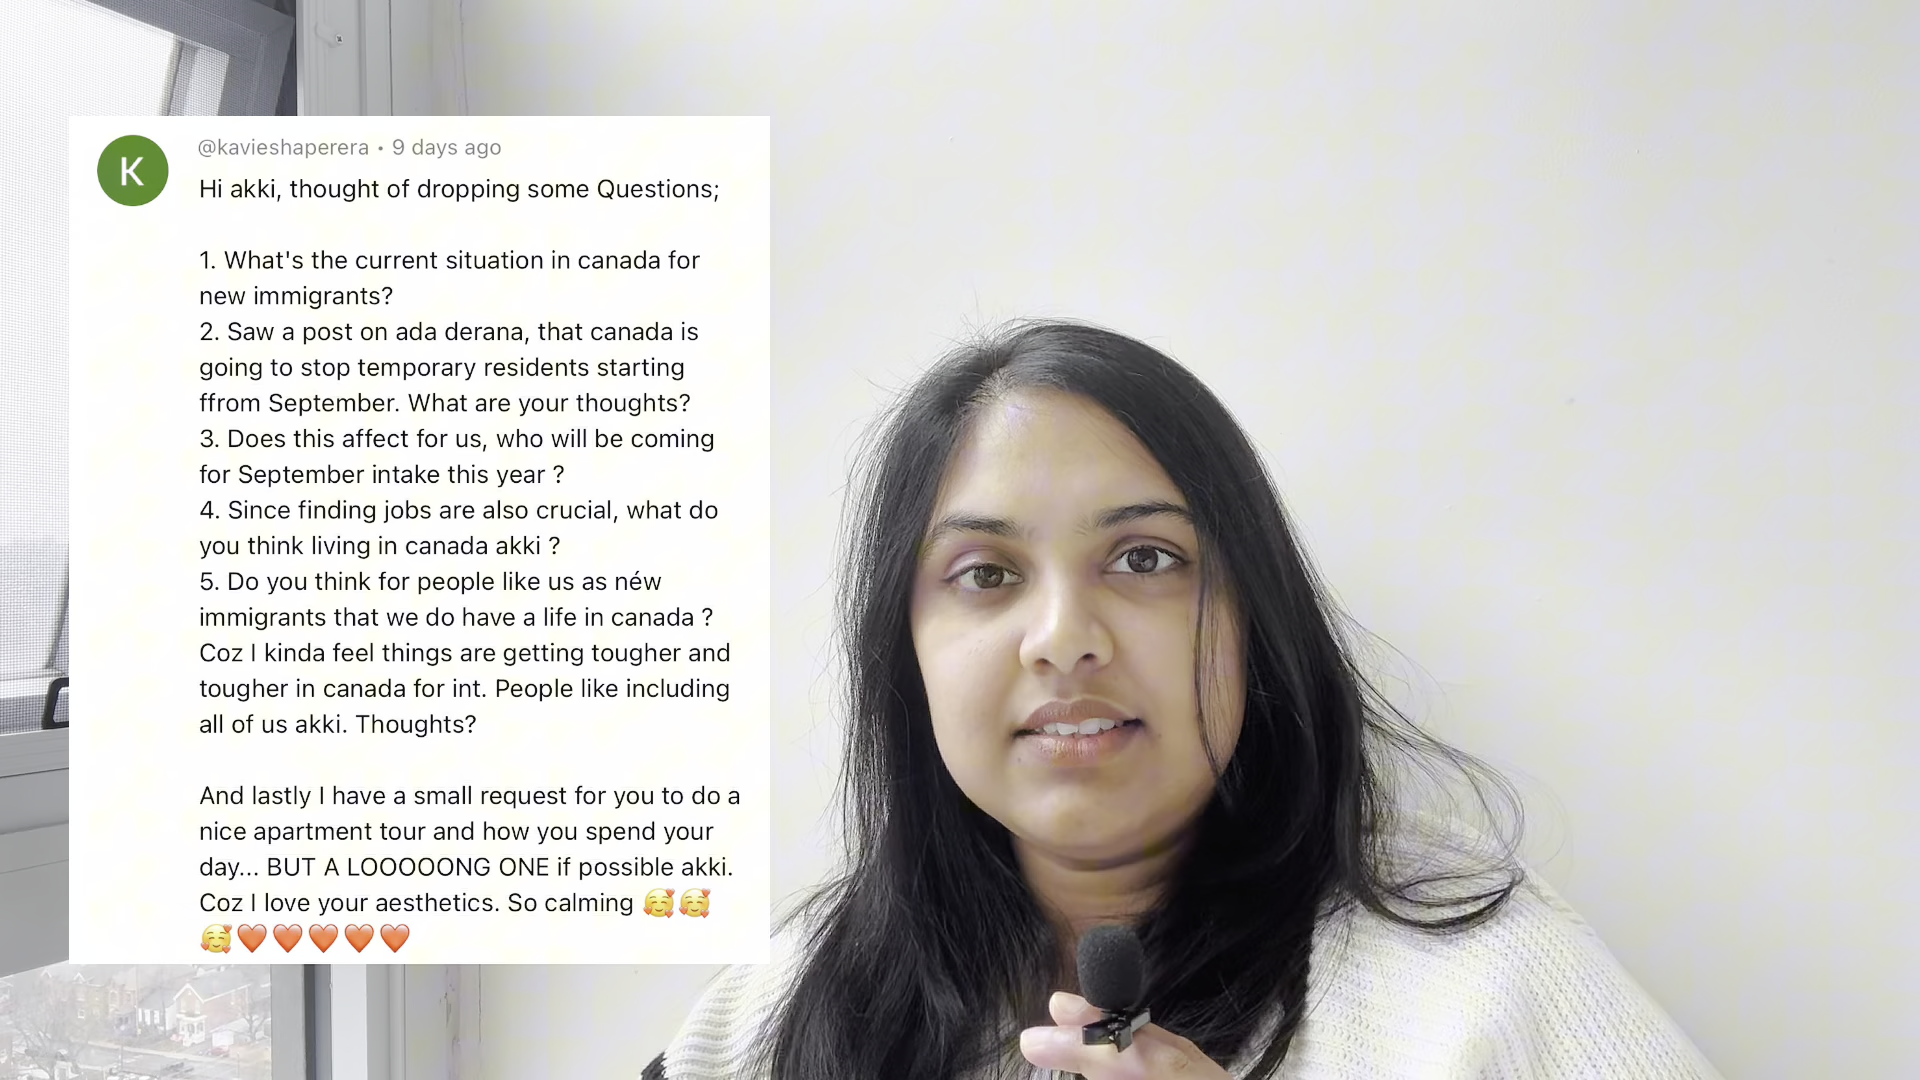 K
@kavieshaperera • 9 days ago
Hi akki, thought of dropping some Questions;
1. What's the current situation in canada for
new immigrants?
2. Saw a post on ada derana, that canada is
going to stop temporary residents starting
ffrom September. What are your thoughts?
3. Does this affect for us, who will be coming
for September intake this year ?
4. Since finding jobs are also crucial, what do
you think living in canada akki ?
5. Do you think for people like us as néw
immigrants that we do have a life in canada ?
Coz I kinda feel things are getting tougher and
tougher in canada for int. People like including
all of us akki. Thoughts?
And lastly I have a small request for you to do a
nice apartment tour and how you spend your
day... BUT A LOOOOONG ONE if possible akki.
Coz I love your aesthetics. So calming 🥰🥰
🥰❤️❤️❤️❤️❤️